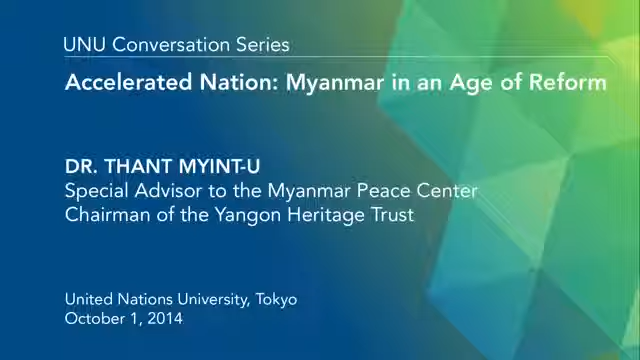 UNU Conversation Series
Accelerated Nation: Myanmar in an Age of Reform
DR. THANT MYINT-U
Special Advisor to the Myanmar Peace Center
Chairman of the Yangon Heritage Trust
United Nations University, Tokyo
October 1, 2014